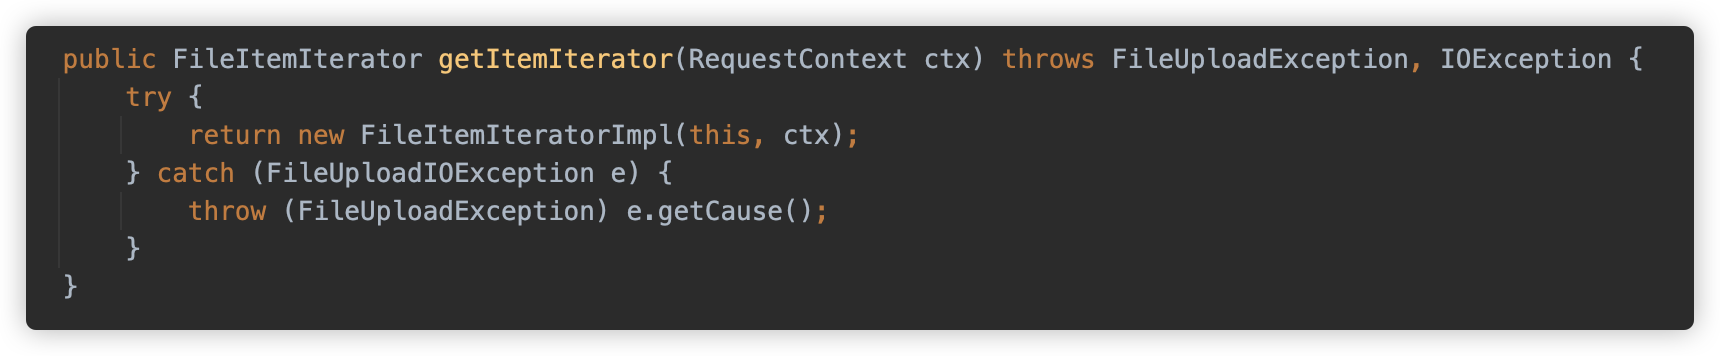 public FileItemIterator getItemIterator(RequestContext ctx) throws FileUploadException, IOException {
    try {
        return new FileItemIteratorImpl(this, ctx);
    } catch (FileUploadIOException e) {
        throw (FileUploadException) e.getCause();
    }
}